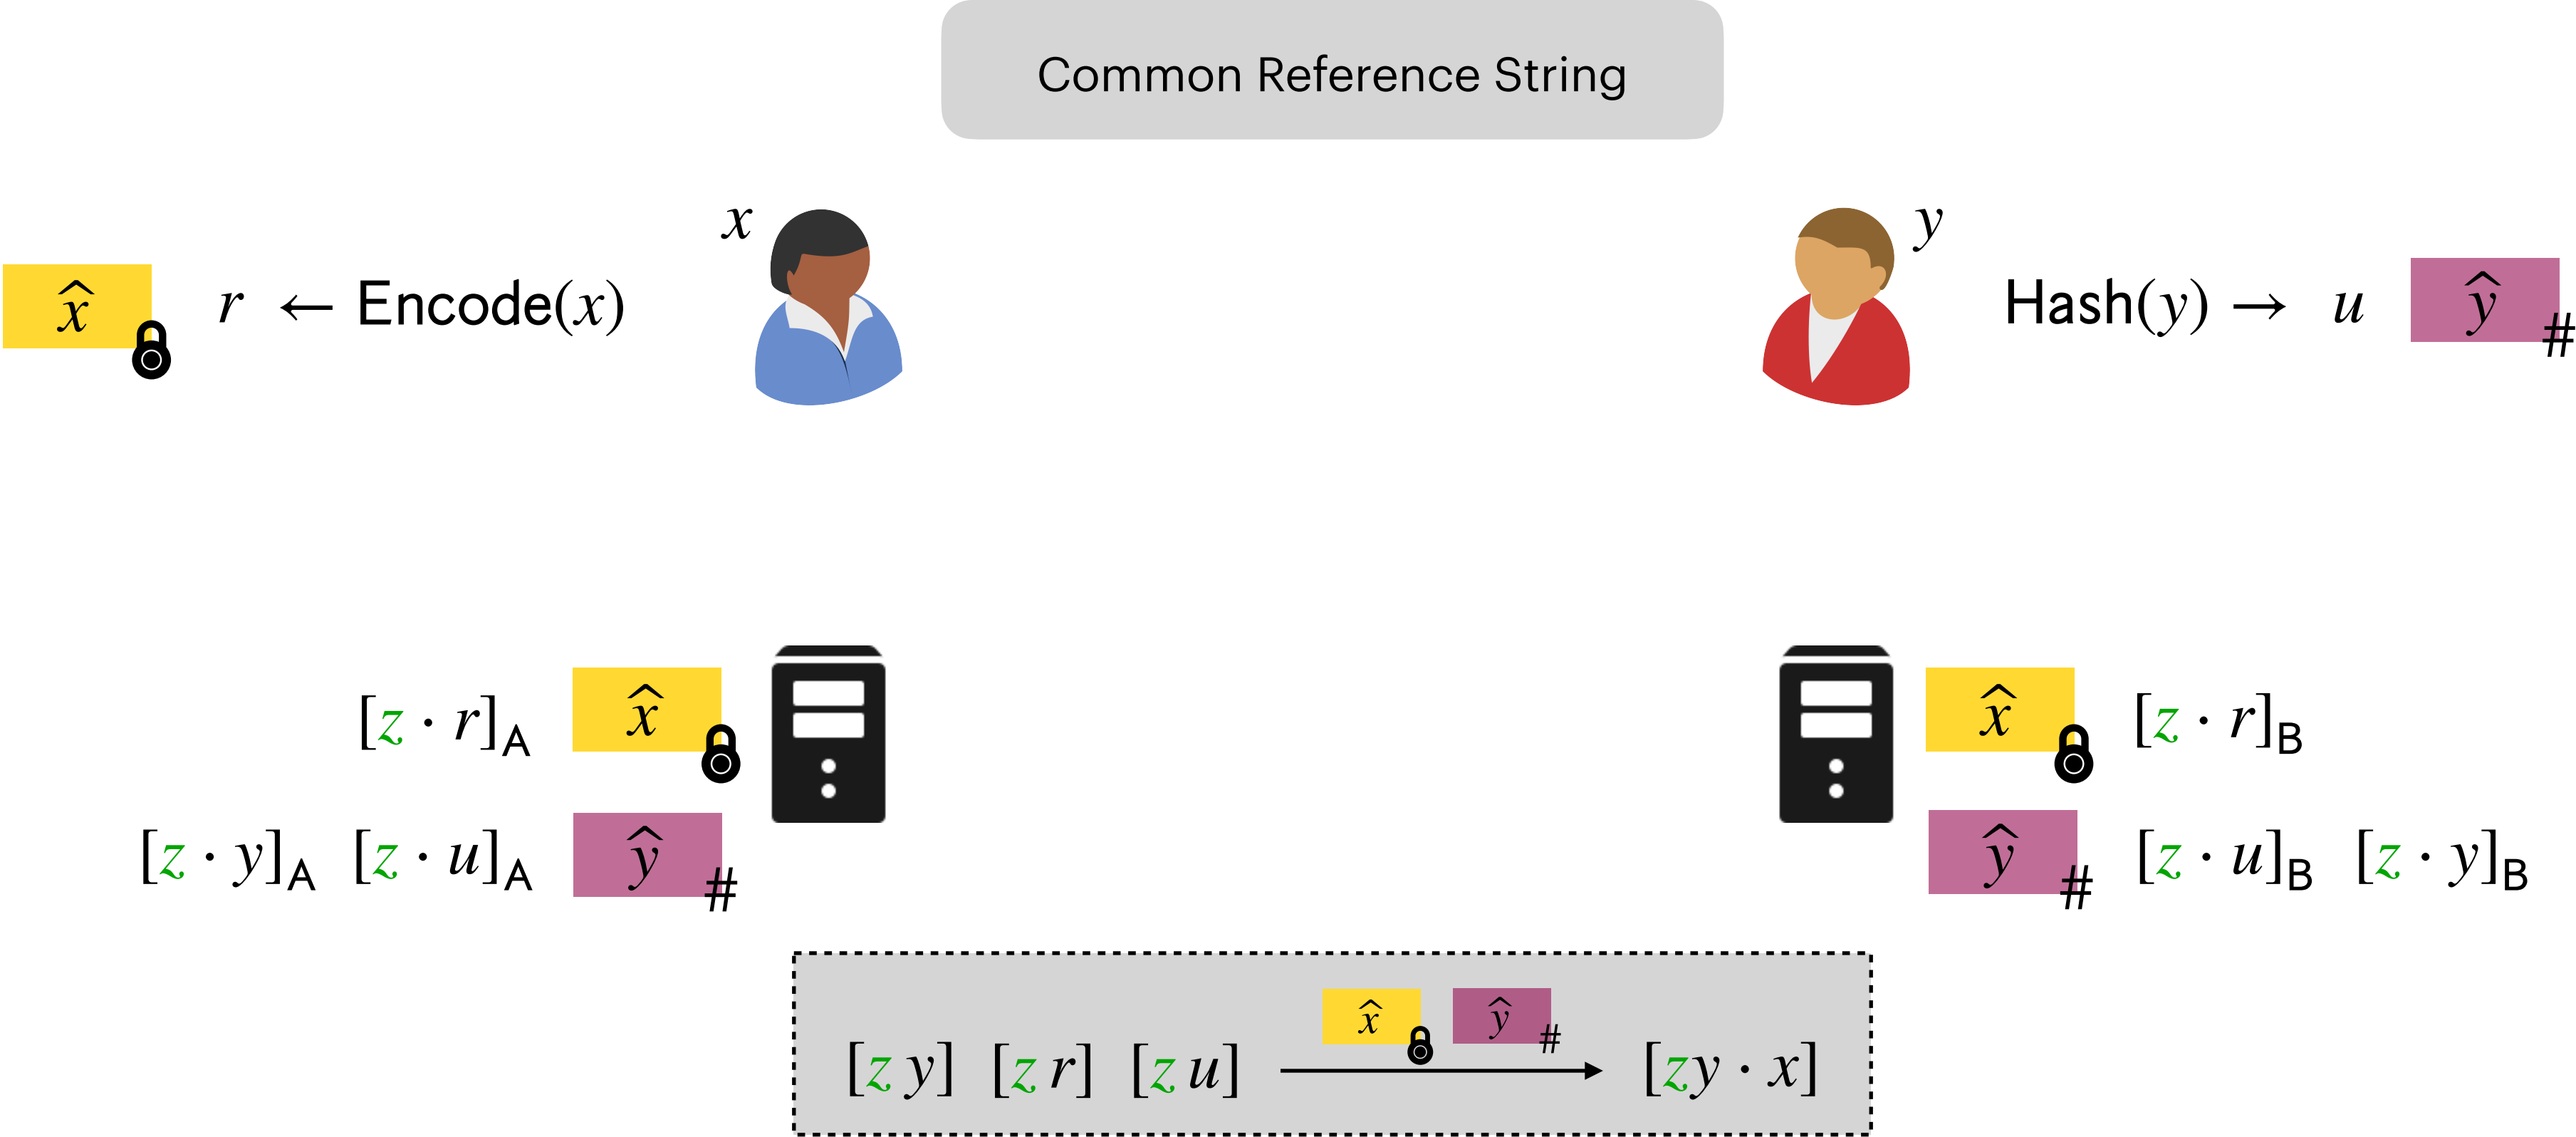 Common Reference String
x
y
x̂ r ← Encode(x)
Hash(y) → u ŷ #
[z · r]A x̂
x̂ [z · r]B
[z · y]A [z · u]A ŷ #
ŷ # [z · u]B [z · y]B
x̂ ŷ #
[z y] [z r] [z u] [zy · x]